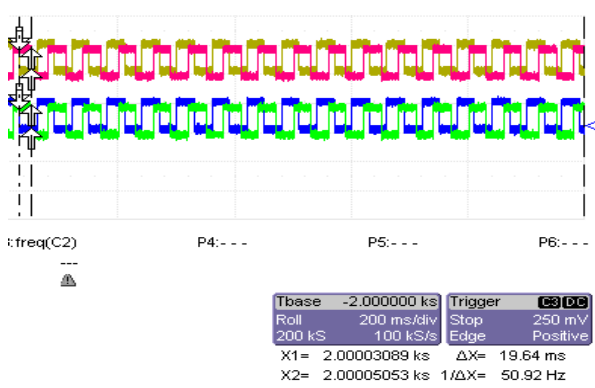 :freq(C2) P4:- - - P5:- - - P6:- - -
---
Tbase -2.000000 ks Trigger C3 DC
Roll 200 ms/div Stop 250 mV
200 kS 100 kS/s Edge Positive
X1= 2.00003089 ks ΔX= 19.64 ms
X2= 2.00005053 ks 1/ΔX= 50.92 Hz